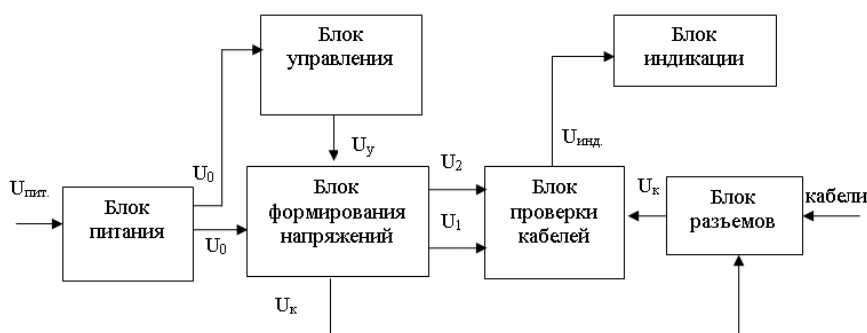 Блок
управления
Блок
индикации
U₀
Uу
Uинд.
U₂
Uпит.
Блок
питания
U₀
Блок
формирования
напряжений
U₁
Блок
проверки
кабелей
Uк
Блок
разъемов
кабели
Uк